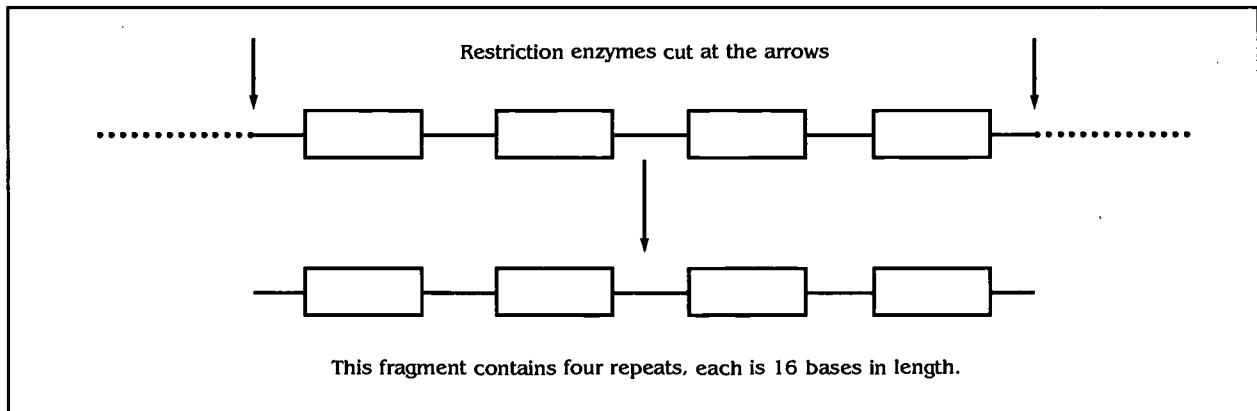 Restriction enzymes cut at the arrows
This fragment contains four repeats, each is 16 bases in length.